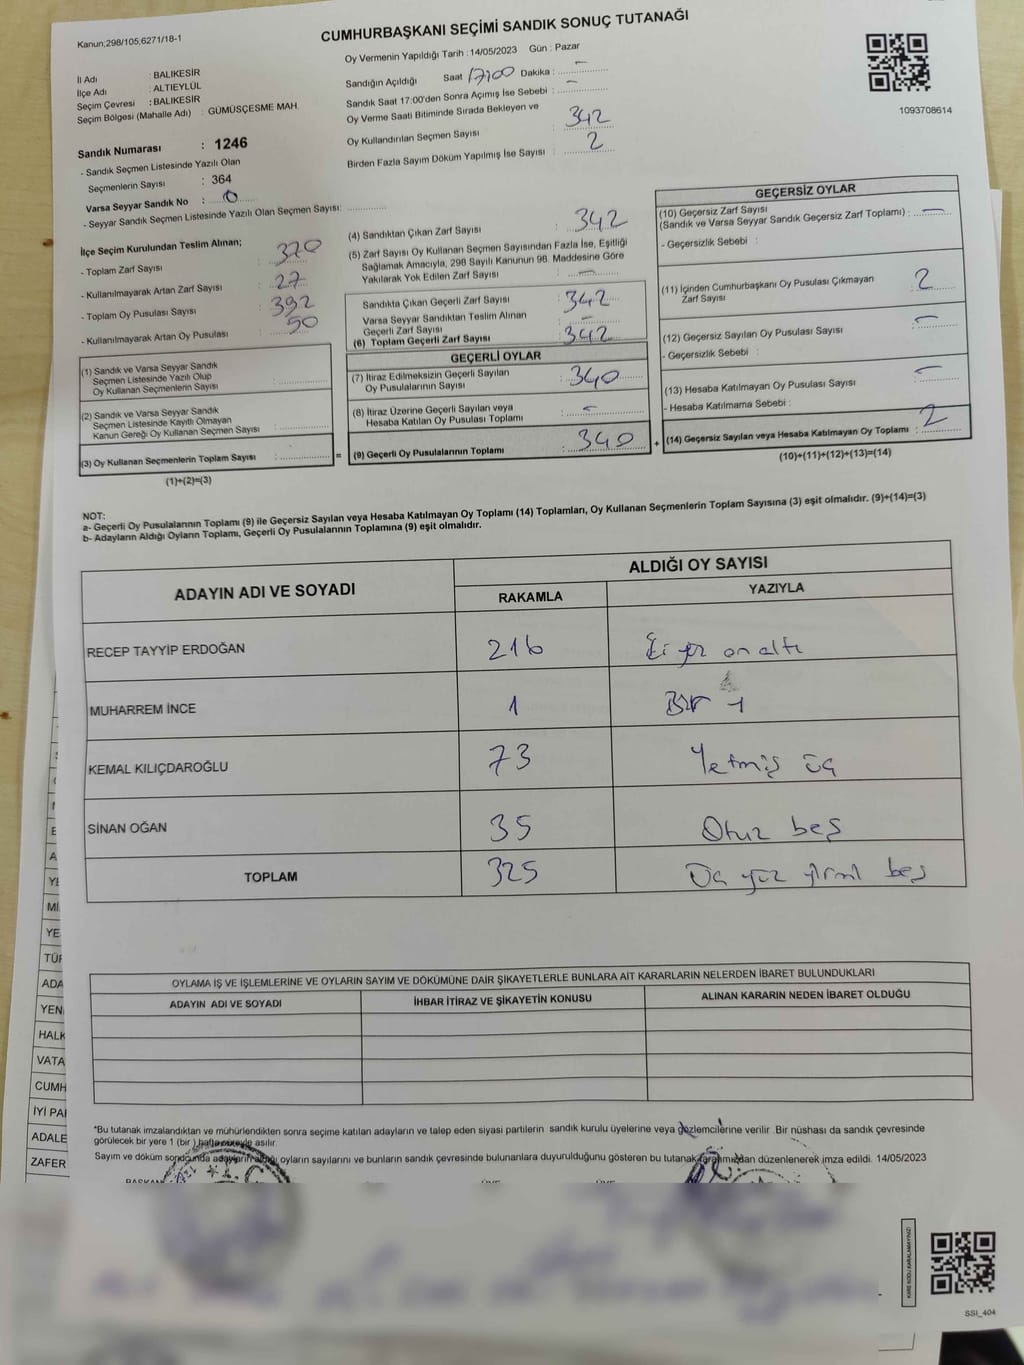 Kanun;298/105,6271/18-1
CUMHURBAŞKANI SEÇİMİ SANDIK SONUÇ TUTANAĞI
Oy Vermenin Yapıldığı Tarih : 14/05/2023 Gün : Pazar
İl Adı : BALIKESİR
İlçe Adı : ALTIEYLÜL
Seçim Çevresi : BALIKESİR
Seçim Bölgesi (Mahalle Adı) : GÜMÜŞÇESME MAH.
Sandığın Açıldığı Saat 17:00 Dakika : –
Sandık Saat 17:00'den Sonra Açımış İse Sebebi : –
Oy Verme Saati Bitiminde Sırada Bekleyen ve
Oy Kullandırılan Seçmen Sayısı 342
Birden Fazla Sayım Döküm Yapılmış İse Sayısı : 2
1093708614
Sandık Numarası : 1246
- Sandık Seçmen Listesinde Yazılı Olan
Seçmenlerin Sayısı : 364
Varsa Seyyar Sandık No : 0
- Seyyar Sandık Seçmen Listesinde Yazılı Olan Seçmen Sayısı:
İlçe Seçim Kurulundan Teslim Alınan;
- Toplam Zarf Sayısı : 370
- Kullanılmayarak Artan Zarf Sayısı : 27
- Toplam Oy Pusulası Sayısı : 392
- Kullanılmayarak Artan Oy Pusulası : 50
(1) Sandık ve Varsa Seyyar Sandık
Seçmen Listesinde Yazılı Olup
Oy Kullanan Seçmenlerin Sayısı :
(2) Sandık ve Varsa Seyyar Sandık
Seçmen Listesinde Kayıtlı Olmayan
Kanun Gereği Oy Kullanan Seçmen Sayısı :
(3) Oy Kullanan Seçmenlerin Toplam Sayısı : =
(1)+(2)=(3)
(4) Sandıktan Çıkan Zarf Sayısı : 342
(5) Zarf Sayısı Oy Kullanan Seçmen Sayısından Fazla İse, Eşitliği
Sağlamak Amacıyla, 298 Sayılı Kanunun 98. Maddesine Göre
Yakılarak Yok Edilen Zarf Sayısı : –
Sandıkta Çıkan Geçerli Zarf Sayısı : 342
Varsa Seyyar Sandıktan Teslim Alınan
Geçerli Zarf Sayısı : –
(6) Toplam Geçerli Zarf Sayısı : 342
GEÇERLİ OYLAR
(7) İtiraz Edilmeksizin Geçerli Sayılan
Oy Pusulalarının Sayısı : 340
(8) İtiraz Üzerine Geçerli Sayılan veya
Hesaba Katılan Oy Pusulası Toplamı : –
(9) Geçerli Oy Pusulalarının Toplamı : 340 +
GEÇERSİZ OYLAR
(10) Geçersiz Zarf Sayısı
(Sandık ve Varsa Seyyar Sandık Geçersiz Zarf Toplamı) : –
- Geçersizlik Sebebi :
(11) İçinden Cumhurbaşkanı Oy Pusulası Çıkmayan
Zarf Sayısı : 2
(12) Geçersiz Sayılan Oy Pusulası Sayısı : –
- Geçersizlik Sebebi :
(13) Hesaba Katılmayan Oy Pusulası Sayısı : –
- Hesaba Katılmama Sebebi :
(14) Geçersiz Sayılan veya Hesaba Katılmayan Oy Toplamı : 2
(10)+(11)+(12)+(13)=(14)
NOT:
a- Geçerli Oy Pusulalarının Toplamı (9) ile Geçersiz Sayılan veya Hesaba Katılmayan Oy Toplamı (14) Toplamları, Oy Kullanan Seçmenlerin Toplam Sayısına (3) eşit olmalıdır. (9)+(14)=(3)
b- Adayların Aldığı Oyların Toplamı, Geçerli Oy Pusulalarının Toplamına (9) eşit olmalıdır.
ADAYIN ADI VE SOYADI
ALDIĞI OY SAYISI
RAKAMLA YAZIYLA
RECEP TAYYİP ERDOĞAN 216 İki yüz on altı
MUHARREM İNCE 1 Bir 1
KEMAL KILIÇDAROĞLU 73 Yetmiş üç
SİNAN OĞAN 35 Otuz beş
TOPLAM 325 Üç yüz yirmi beş
OYLAMA İŞ VE İŞLEMLERİNE VE OYLARIN SAYIM VE DÖKÜMÜNE DAİR ŞİKAYETLERLE BUNLARA AİT KARARLARIN NELERDEN İBARET BULUNDUKLARI
ADAYIN ADI VE SOYADI İHBAR İTİRAZ VE ŞİKAYETİN KONUSU ALINAN KARARIN NEDEN İBARET OLDUĞU
*Bu tutanak imzalandıktan ve mühürlendikten sonra seçime katılan adayların ve talep eden siyasi partilerin sandık kurulu üyelerine veya gözlemcilerine verilir. Bir nüshası da sandık çevresinde
görülecek bir yere 1 (bir ) hafta süreyle asılır.
Sayım ve döküm sonunda adayların aldığı oyların sayılarını ve bunların sandık çevresinde bulunanlara duyurulduğunu gösteren bu tutanak tarafımızdan düzenlenerek imza edildi. 14/05/2023
BAŞKAN ÜYE ÜYE
YE
Mİ
YE
TÜR
ADA
YEN
HALK
VATA
CUMH
İYİ PAR
ADALE
ZAFER
KARE KODU KARALAMAYINIZ!
SSI_404